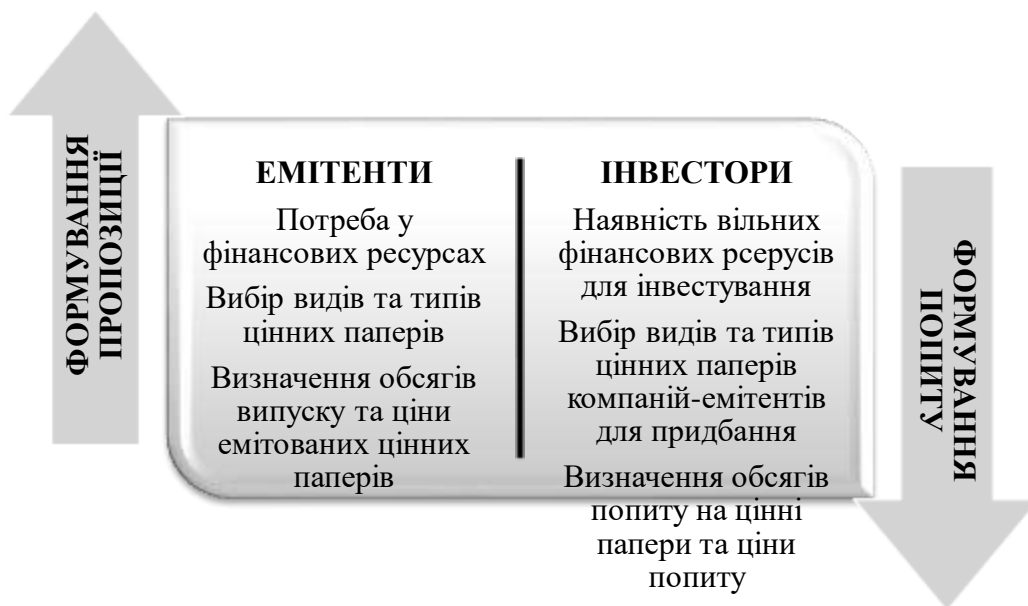 ФОРМУВАННЯ
ПРОПОЗИЦІЇ
ЕМІТЕНТИ
Потреба у
фінансових ресурсах
Вибір видів та типів
цінних паперів
Визначення обсягів
випуску та ціни
емітованих цінних
паперів
ІНВЕСТОРИ
Наявність вільних
фінансових рсерусів
для інвестування
Вибір видів та типів
цінних паперів
компаній-емітентів
для придбання
Визначення обсягів
попиту на цінні
папери та ціни
попиту
ФОРМУВАННЯ
ПОПИТУ